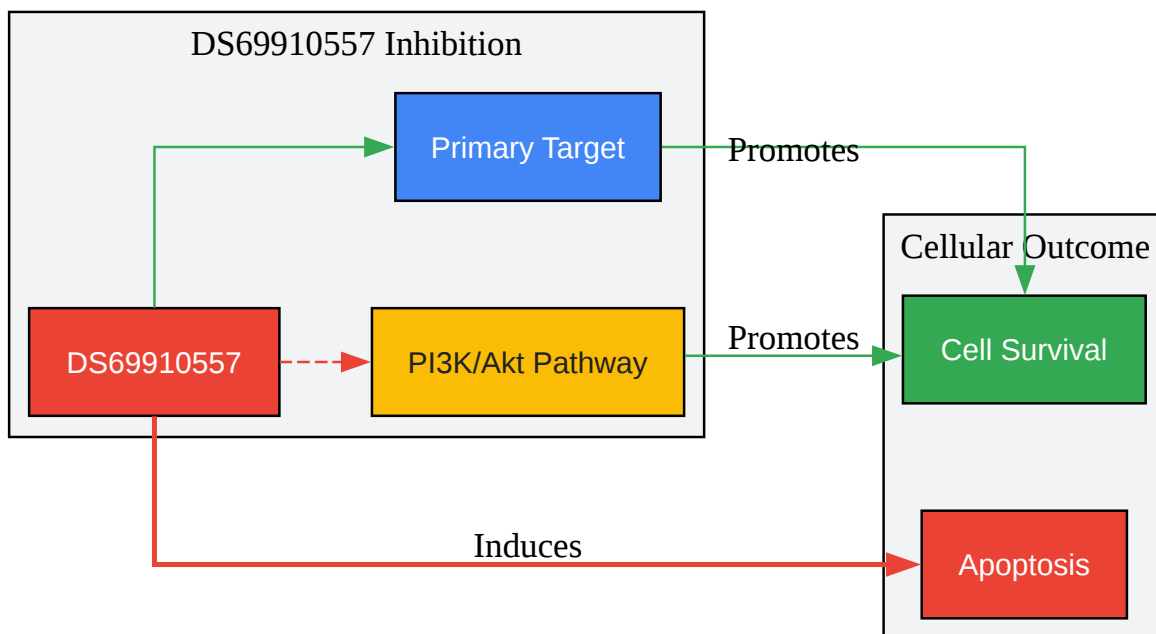 DS69910557 Inhibition
Primary Target
Promotes
Cellular Outcome
DS69910557
PI3K/Akt Pathway
Promotes
Cell Survival
Induces
Apoptosis